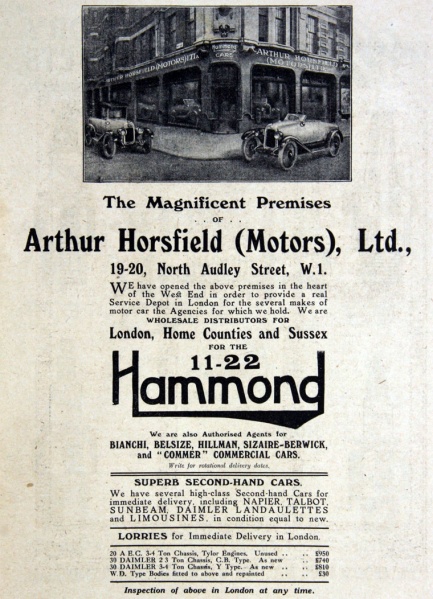 Hammond
CARS
ARTHUR HORSFIELD (MOTORS) LTD.
ARTHUR HORSFIELD
(MOTORS) LTD.
The Magnificent Premises
. . OF . .
Arthur Horsfield (Motors), Ltd.,
19-20, North Audley Street, W.1.
WE have opened the above premises in the heart
of the West End in order to provide a real
Service Depot in London for the several makes of
motor car the Agencies for which we hold. We are
WHOLESALE DISTRIBUTORS FOR
London, Home Counties and Sussex
FOR THE
11-22
Hammond
We are also Authorised Agents for
BIANCHI, BELSIZE, HILLMAN, SIZAIRE-BERWICK,
and "COMMER" COMMERCIAL CARS.
Write for rotational delivery dates.
SUPERB SECOND-HAND CARS.
We have several high-class Second-hand Cars for
immediate delivery, including NAPIER, TALBOT,
SUNBEAM, DAIMLER LANDAULETTES
and LIMOUSINES, in condition equal to new.
LORRIES for Immediate Delivery in London.
20 A.E.C. 3-4 Ton Chassis, Tylor Engines, Unused .. .. £950
30 DAIMLER 2 3 Ton Chassis, C.B. Type. As new .. £740
30 DAIMLER 3-4 Ton Chassis, Y Type. As new .. .. £810
W.D. Type Bodies fitted to above and repainted .. .. £30
Inspection of above in London at any time.